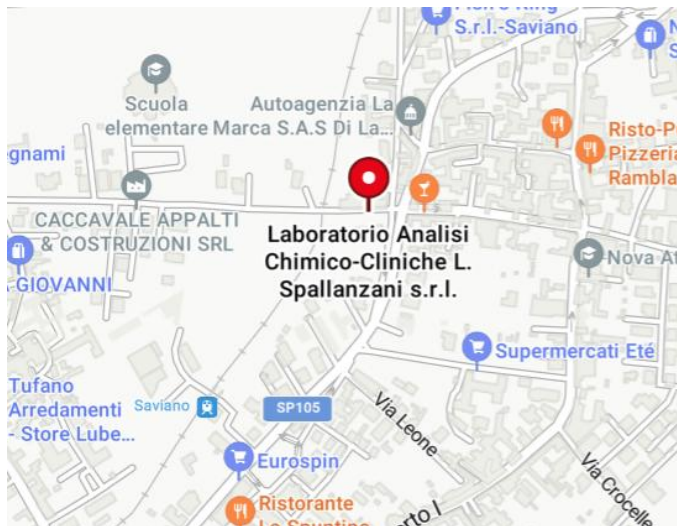 S.r.l.-Saviano
Scuola
elementare Marca
Autoagenzia La
S.A.S Di La...
Risto-P
Pizzeria
Rambla
CACCAVALE APPALTI
& COSTRUZIONI SRL
Laboratorio Analisi
Chimico-Cliniche L.
Spallanzani s.r.l.
GIOVANNI
Nova At
Supermercati Eté
Tufano
Arredamenti
- Store Lube...
Saviano
SP105
Via Leone
Eurospin
Via Crocelle
Ristorante